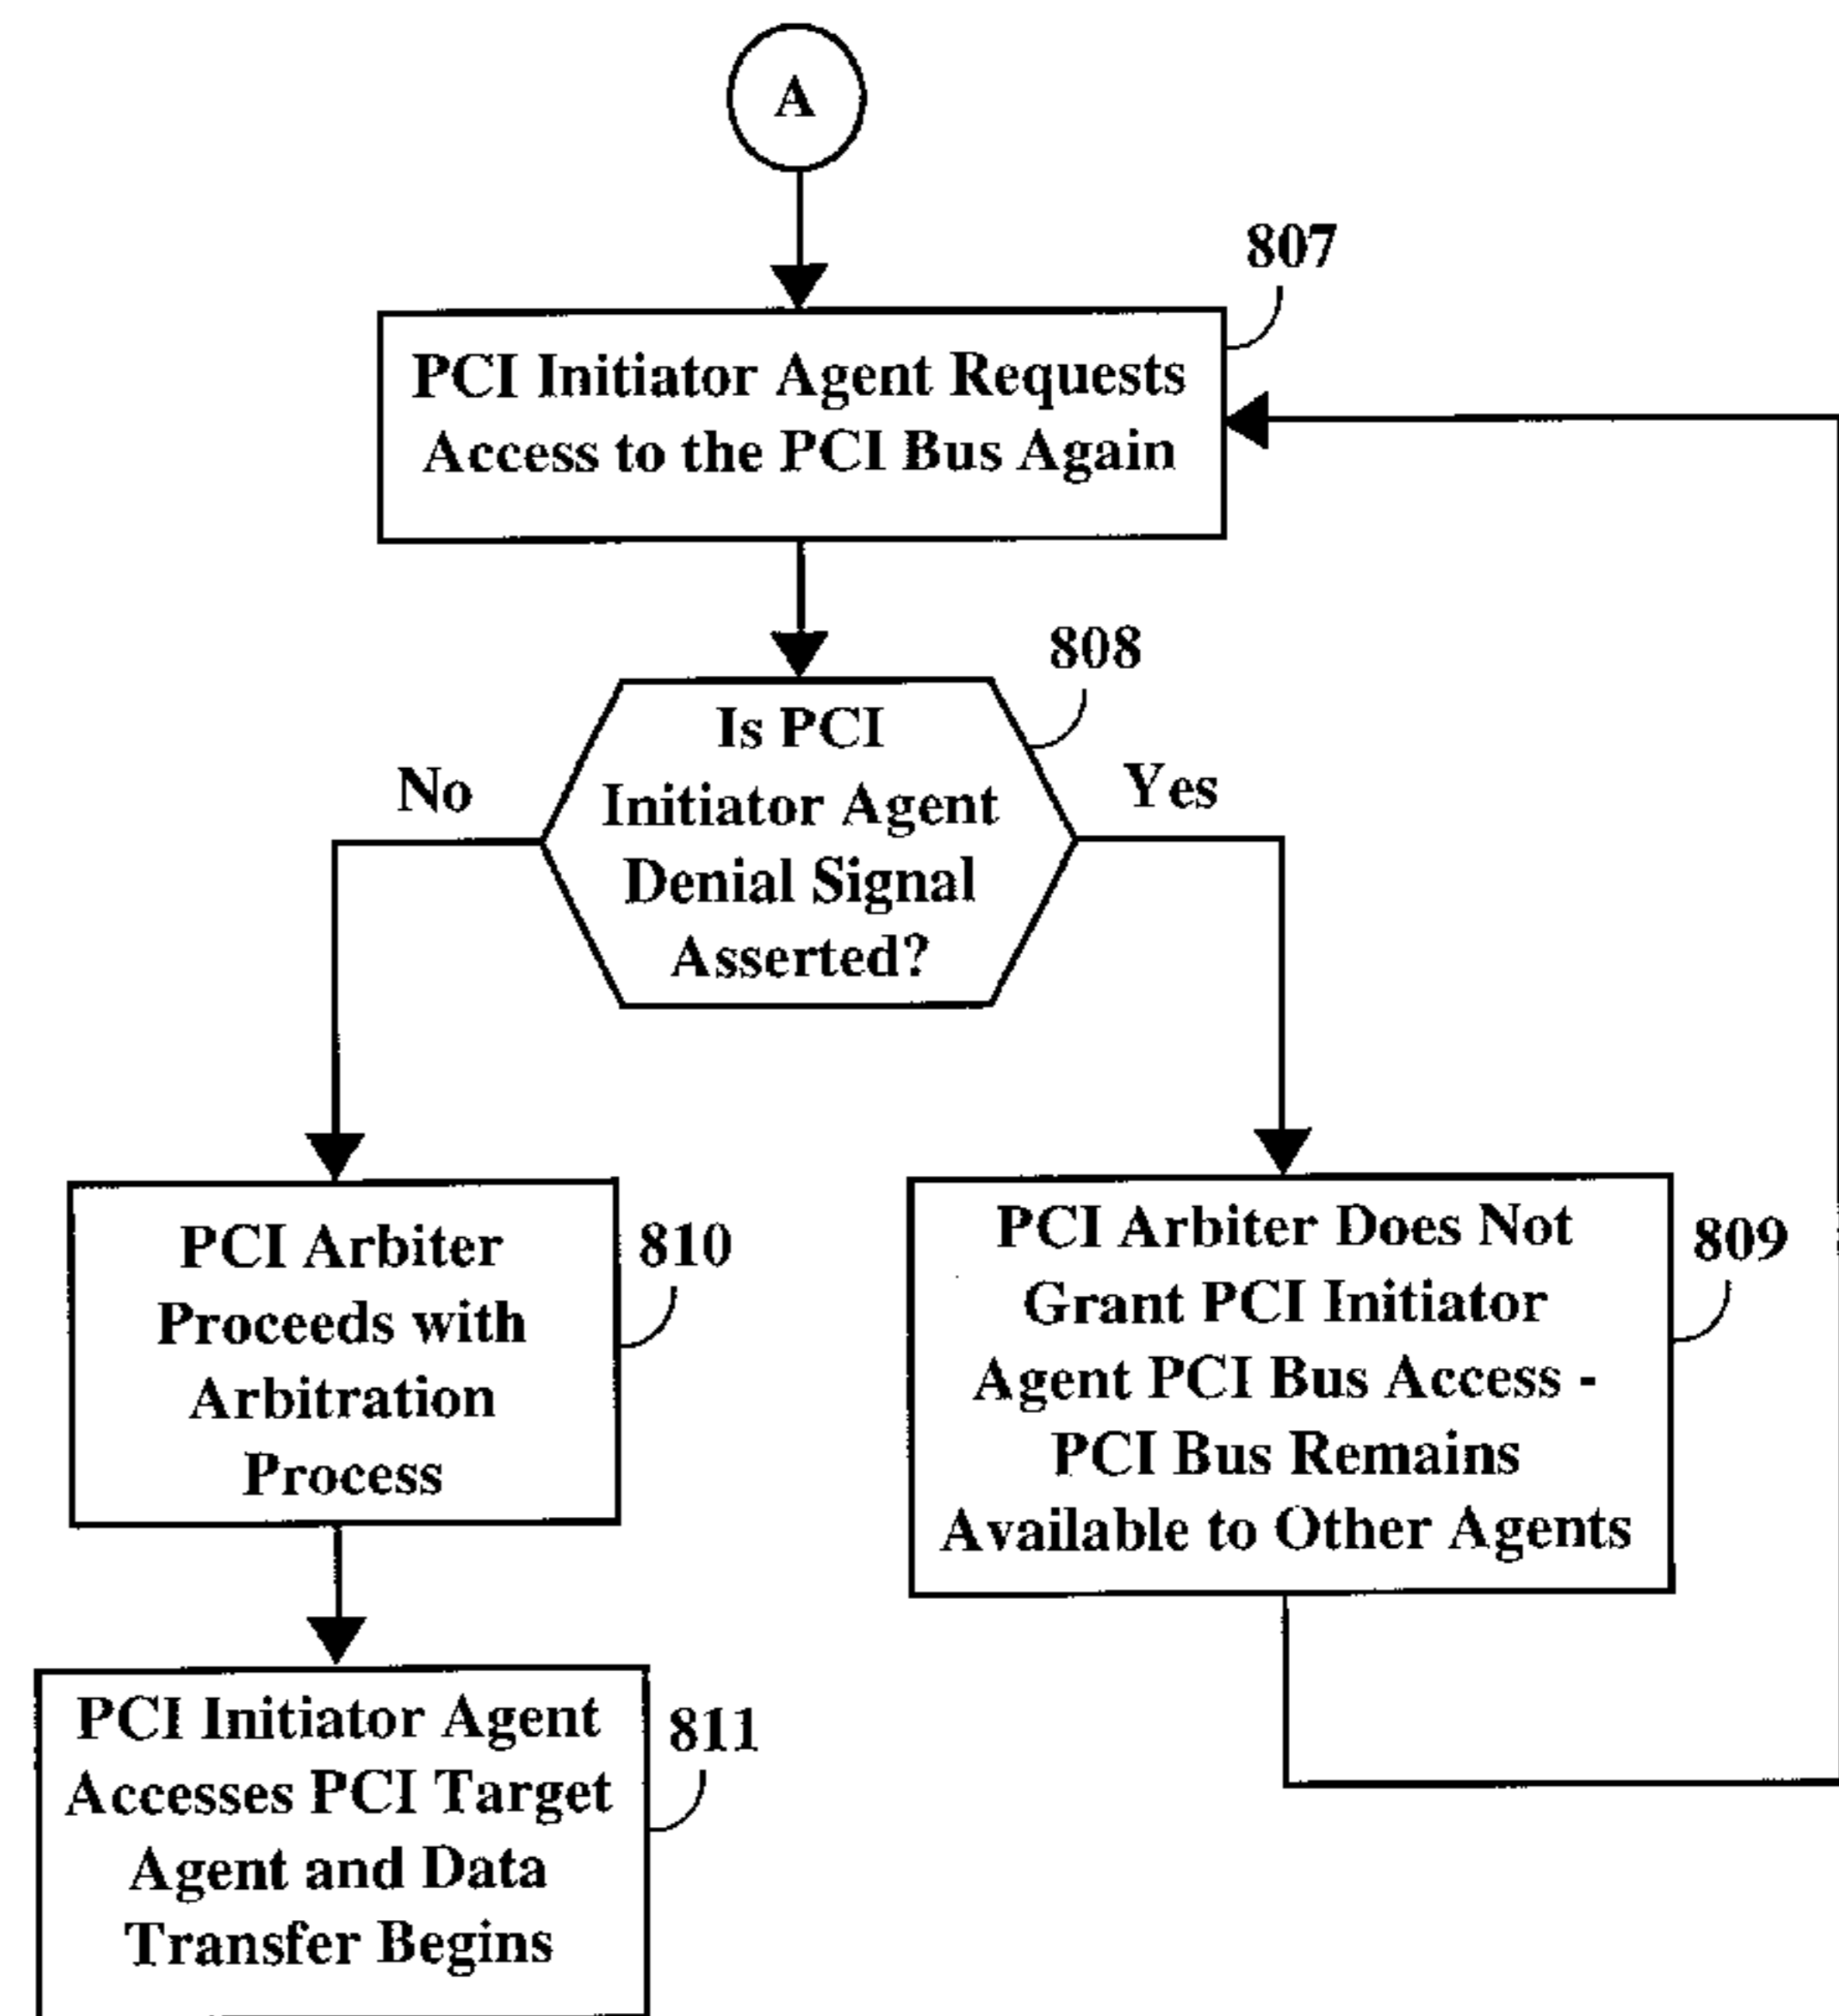 A
807
PCI Initiator Agent Requests
Access to the PCI Bus Again
808
Is PCI
Initiator Agent
Denial Signal
Asserted?
No
Yes
PCI Arbiter
Proceeds with
Arbitration
Process
810
PCI Arbiter Does Not
Grant PCI Initiator
Agent PCI Bus Access -
PCI Bus Remains
Available to Other Agents
809
PCI Initiator Agent
Accesses PCI Target
Agent and Data
Transfer Begins
811